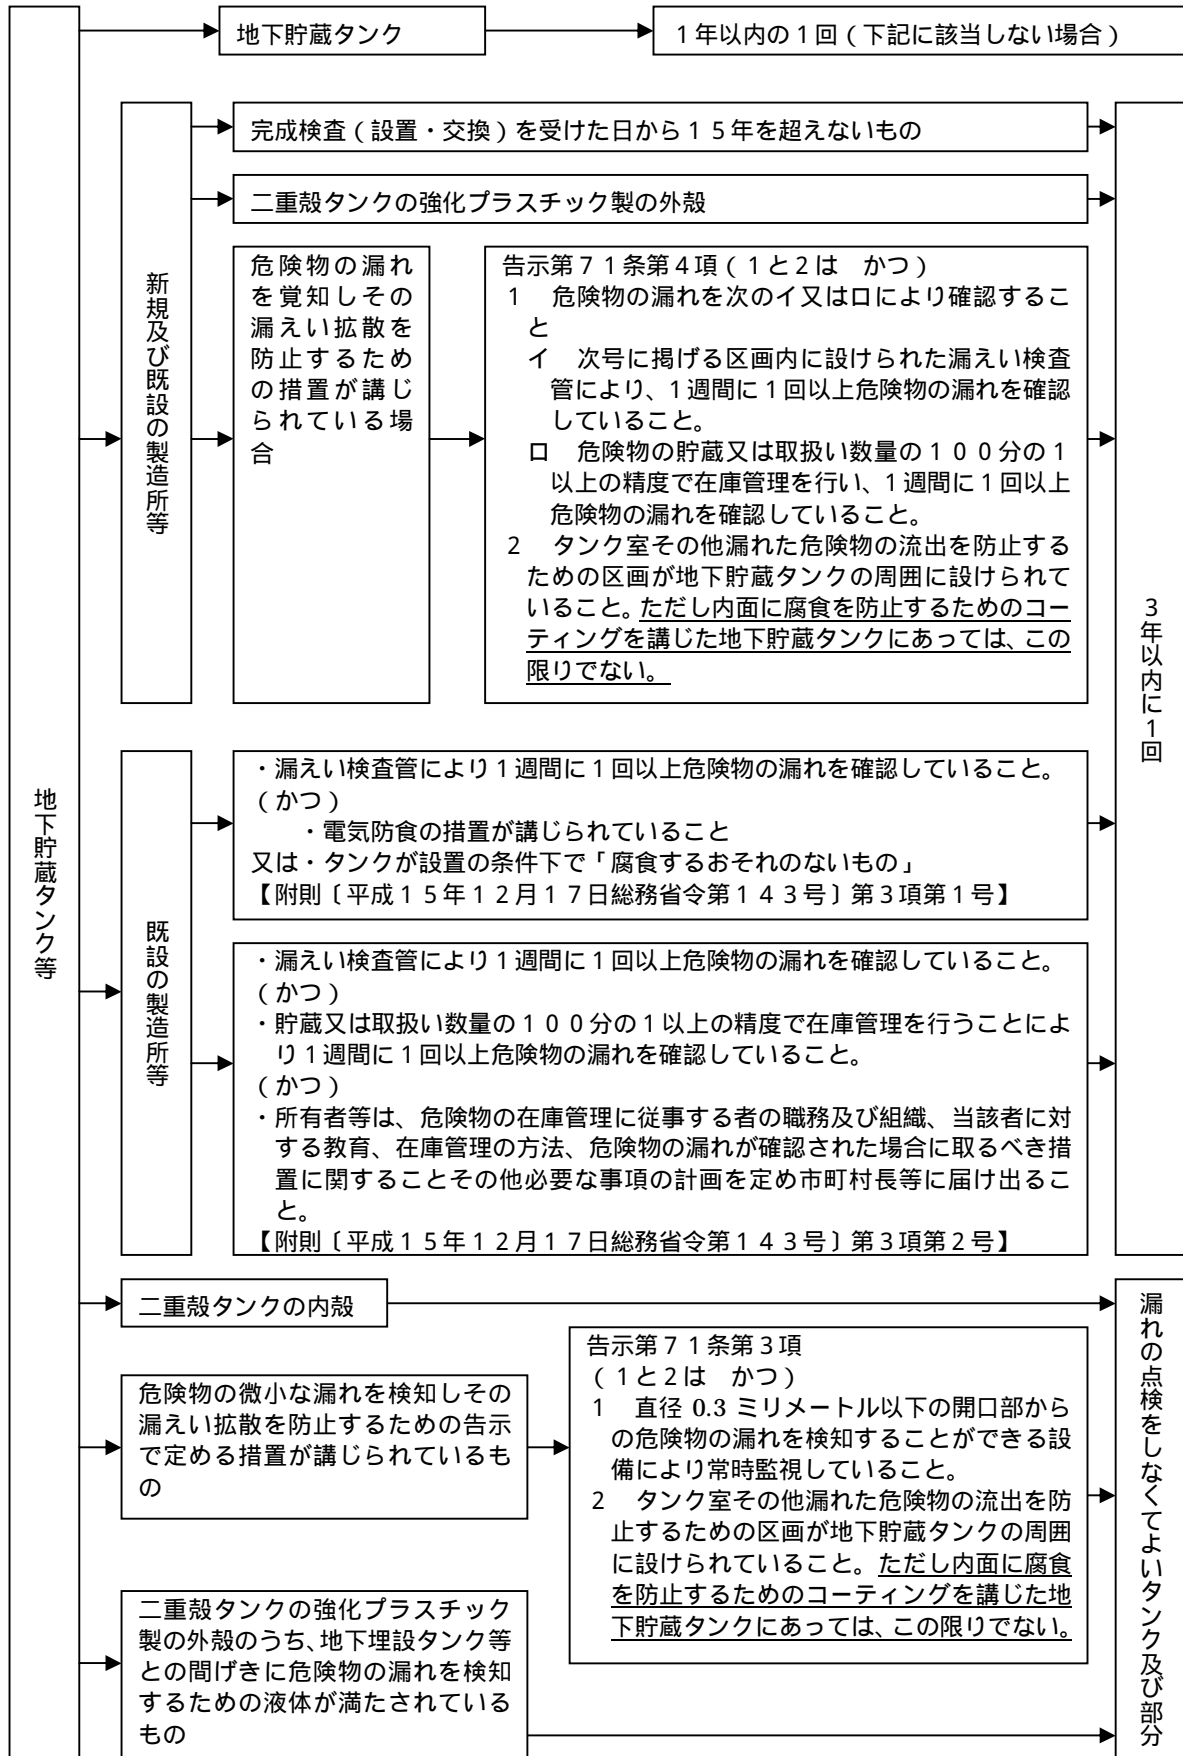 地下貯蔵タンク等
地下貯蔵タンク
1年以内の1回(下記に該当しない場合)
新規及び既設の製造所等
完成検査(設置・交換)を受けた日から15年を超えないもの
二重殻タンクの強化プラスチック製の外殻
危険物の漏れ
を覚知しその
漏えい拡散を
防止するため
の措置が講じ
られている場
合
告示第71条第4項(1と2は かつ)
1 危険物の漏れを次のイ又はロにより確認するこ
と
イ 次号に掲げる区画内に設けられた漏えい検査
管により、1週間に1回以上危険物の漏れを確認
していること。
ロ 危険物の貯蔵又は取扱い数量の100分の1
以上の精度で在庫管理を行い、1週間に1回以上
危険物の漏れを確認していること。
2 タンク室その他漏れた危険物の流出を防止する
ための区画が地下貯蔵タンクの周囲に設けられて
いること。ただし内面に腐食を防止するためのコー
ティングを講じた地下貯蔵タンクにあっては、この
限りでない。
3年以内に1回
既設の製造所等
・漏えい検査管により1週間に1回以上危険物の漏れを確認していること。
(かつ)
・電気防食の措置が講じられていること
又は・タンクが設置の条件下で「腐食するおそれのないもの」
【附則〔平成15年12月17日総務省令第143号〕第3項第1号】
・漏えい検査管により1週間に1回以上危険物の漏れを確認していること。
(かつ)
・貯蔵又は取扱い数量の100分の1以上の精度で在庫管理を行うことによ
り1週間に1回以上危険物の漏れを確認していること。
(かつ)
・所有者等は、危険物の在庫管理に従事する者の職務及び組織、当該者に対
する教育、在庫管理の方法、危険物の漏れが確認された場合に取るべき措
置に関することその他必要な事項の計画を定め市町村長等に届け出るこ
と。
【附則〔平成15年12月17日総務省令第143号〕第3項第2号】
二重殻タンクの内殻
危険物の微小な漏れを検知しその
漏えい拡散を防止するための告示
で定める措置が講じられているも
の
告示第71条第3項
(1と2は かつ)
1 直径 0.3 ミリメートル以下の開口部から
の危険物の漏れを検知することができる設
備により常時監視していること。
2 タンク室その他漏れた危険物の流出を防
止するための区画が地下貯蔵タンクの周囲
に設けられていること。ただし内面に腐食
を防止するためのコーティングを講じた地
下貯蔵タンクにあっては、この限りでない。
二重殻タンクの強化プラスチック
製の外殻のうち、地下埋設タンク等
との間げきに危険物の漏れを検知
するための液体が満たされている
もの
漏れの点検をしなくてよいタンク及び部分